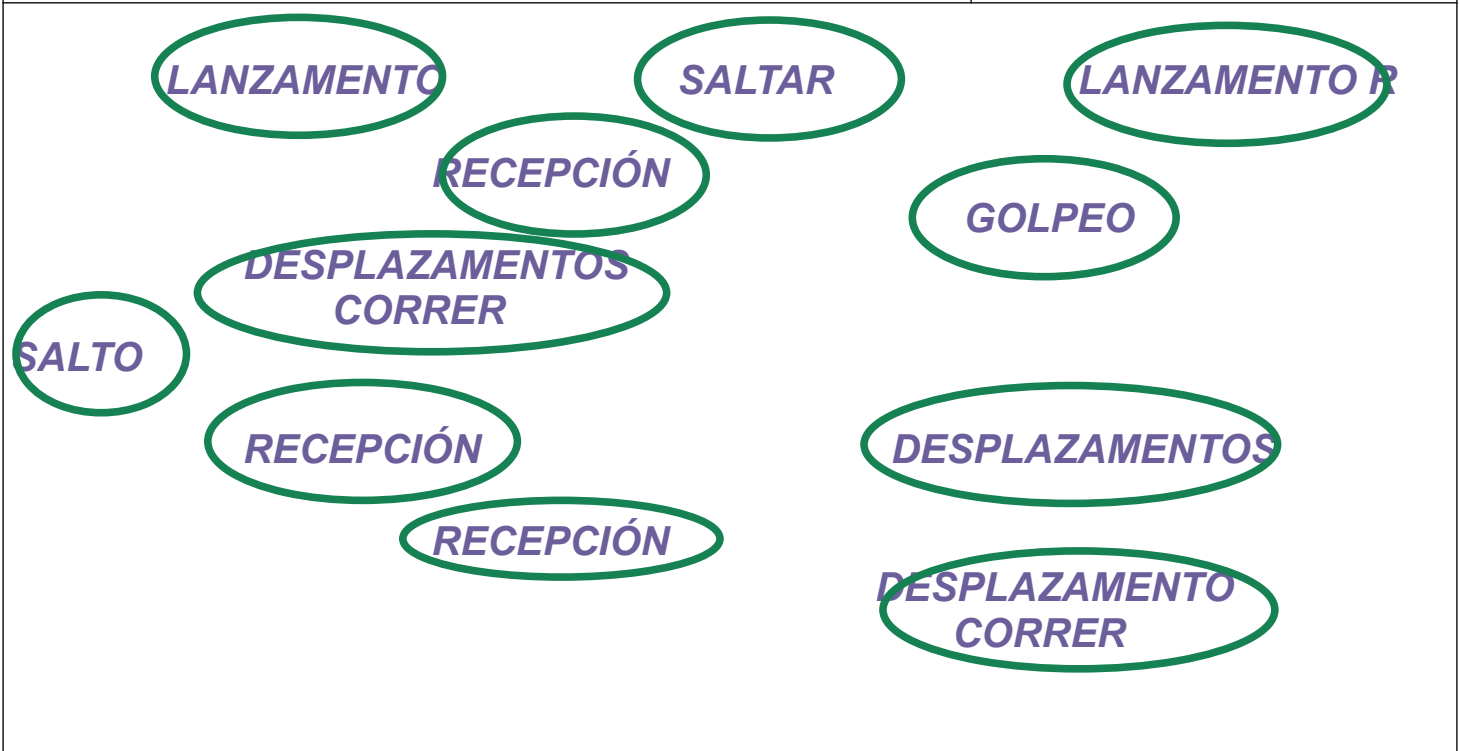 LANZAMENTO
SALTAR
LANZAMENTO R
RECEPCIÓN
GOLPEO
DESPLAZAMENTOS
CORRER
SALTO
RECEPCIÓN
DESPLAZAMENTOS
RECEPCIÓN
DESPLAZAMENTO
CORRER